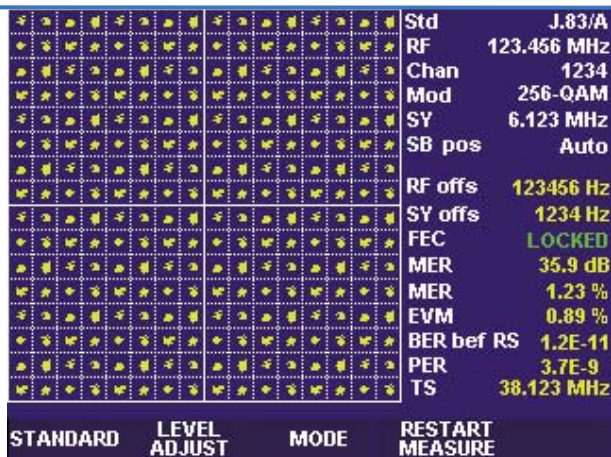 Std J.83/A
RF 123.456 MHz
Chan 1234
Mod 256-QAM
SY 6.123 MHz
SB pos Auto
RF offs 123456 Hz
SY offs 1234 Hz
FEC LOCKED
MER 35.9 dB
MER 1.23 %
EVM 0.89 %
BER bef RS 1.2E-11
PER 3.7E-9
TS 38.123 MHz
STANDARD LEVEL ADJUST MODE RESTART MEASURE